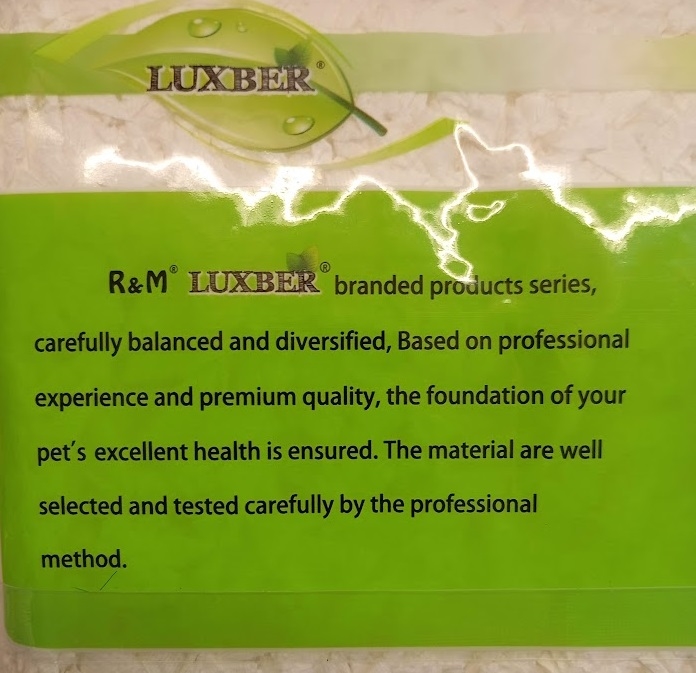 LUXBER®
R&M® LUXBER® branded products series,
carefully balanced and diversified, Based on professional
experience and premium quality, the foundation of your
pet's excellent health is ensured. The material are well
selected and tested carefully by the professional
method.